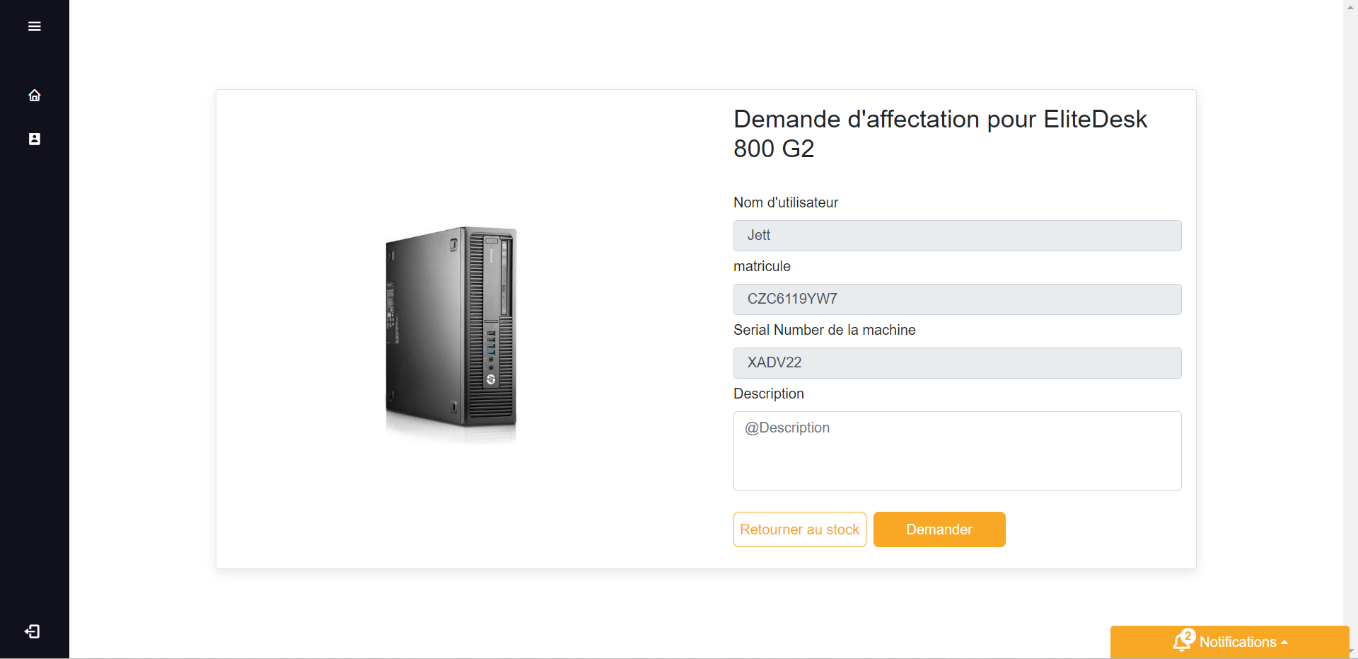 Demande d'affectation pour EliteDesk
800 G2
Nom d'utilisateur
Jett
matricule
CZC6119YW7
Serial Number de la machine
XADV22
Description
@Description
Retourner au stock
Demander
2
Notifications